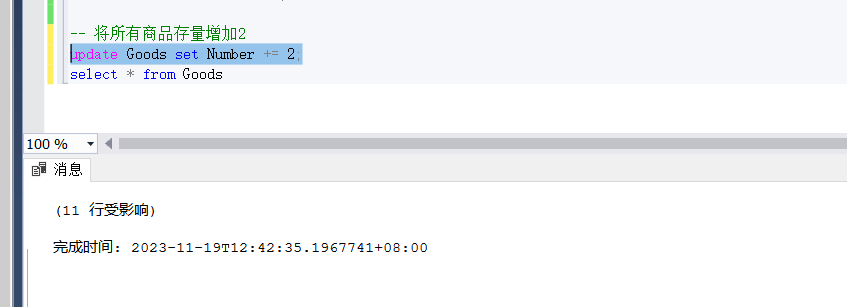 -- 将所有商品存量增加2
update Goods set Number += 2;
select * from Goods
100 %
消息
(11 行受影响)
完成时间: 2023-11-19T12:42:35.1967741+08:00